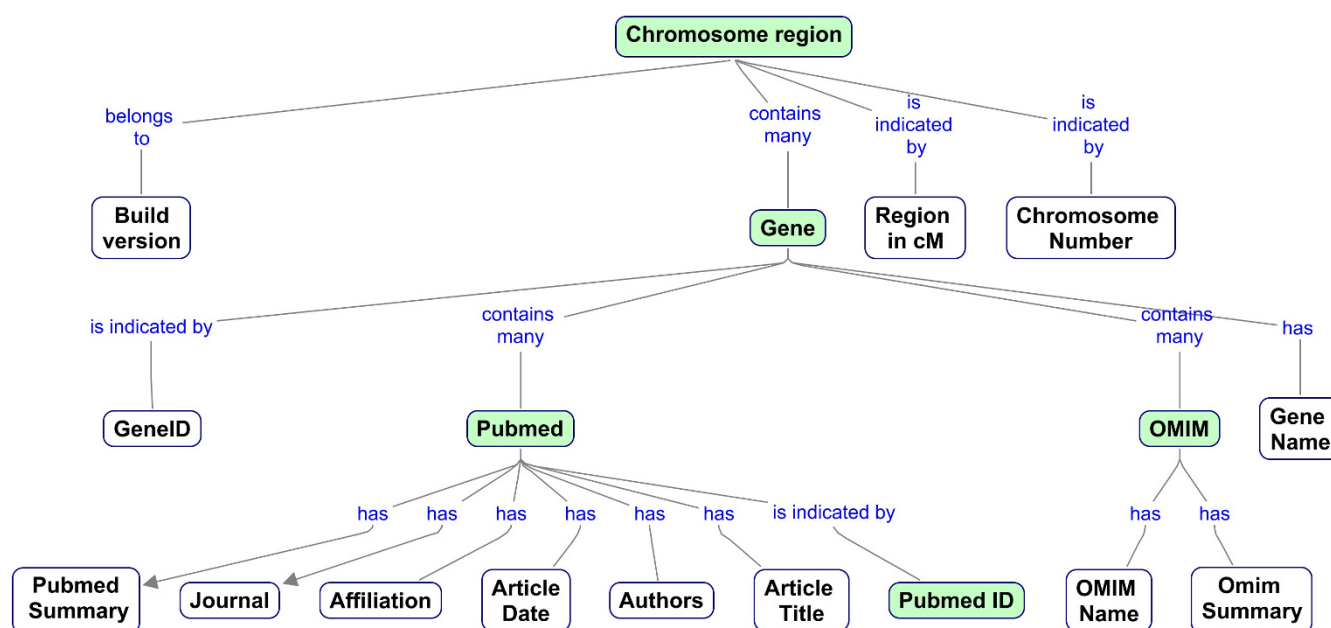 Chromosome region
belongs
to
contains
many
is
indicated
by
is
indicated
by
Build
version
Gene
Region
in cM
Chromosome
Number
is indicated by
contains
many
contains
many
has
GeneID
Pubmed
OMIM
Gene
Name
has
has
has
has
has
has
is indicated by
has
has
Pubmed
Summary
Journal
Affiliation
Article
Date
Authors
Article
Title
Pubmed ID
OMIM
Name
Omim
Summary